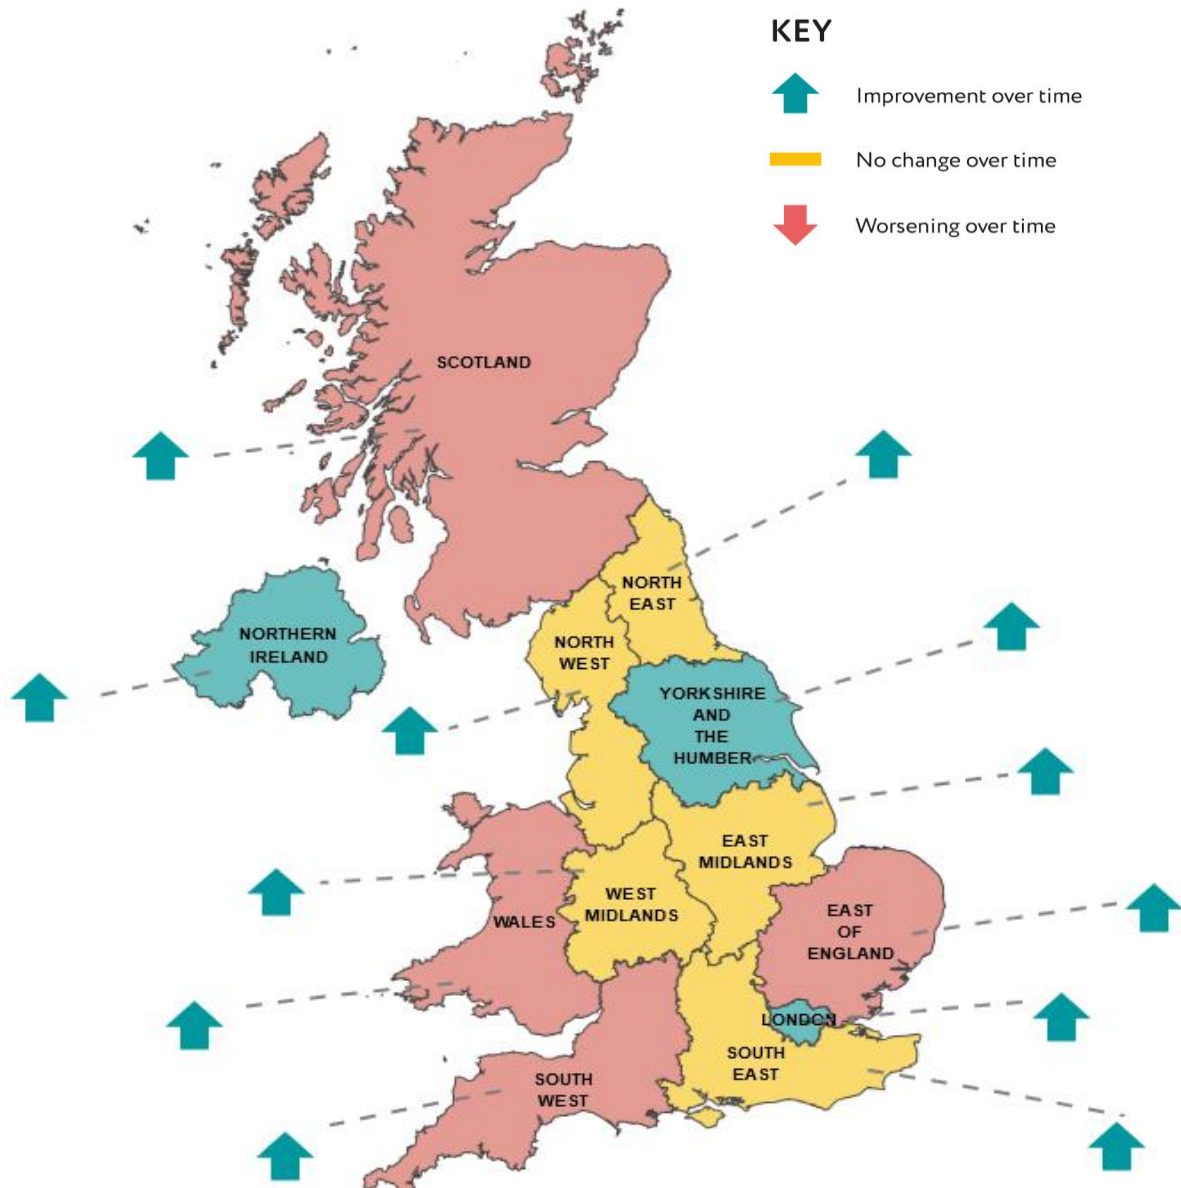 KEY
Improvement over time
No change over time
Worsening over time
SCOTLAND
NORTH
EAST
NORTHERN
IRELAND
NORTH
WEST
YORKSHIRE
AND
THE
HUMBER
EAST
MIDLANDS
WEST
MIDLANDS
WALES
EAST
OF
ENGLAND
LONDON
SOUTH
EAST
SOUTH
WEST